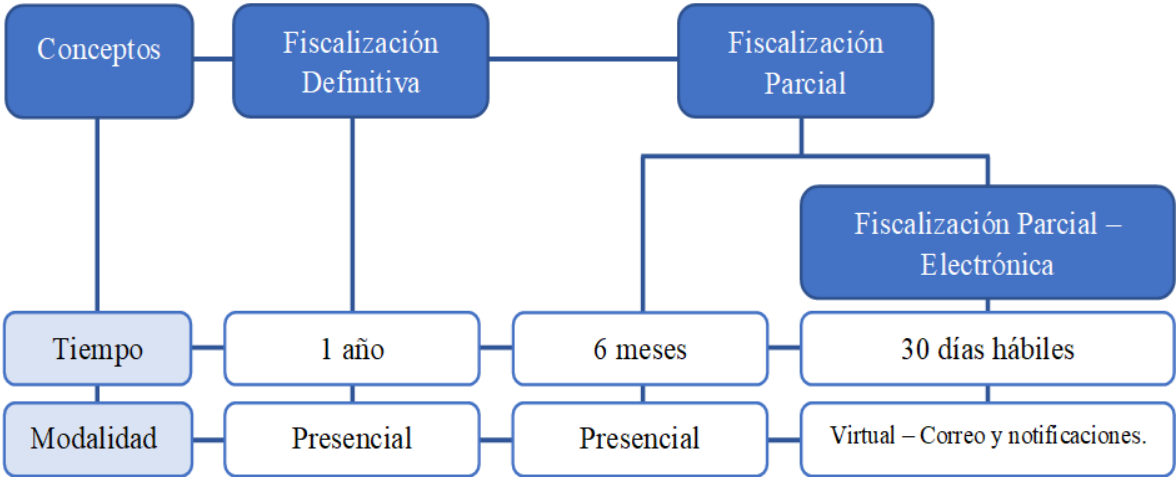 Conceptos
Fiscalización
Definitiva
Fiscalización
Parcial
Fiscalización Parcial –
Electrónica
Tiempo
1 año
6 meses
30 días hábiles
Modalidad
Presencial
Presencial
Virtual – Correo y notificaciones.